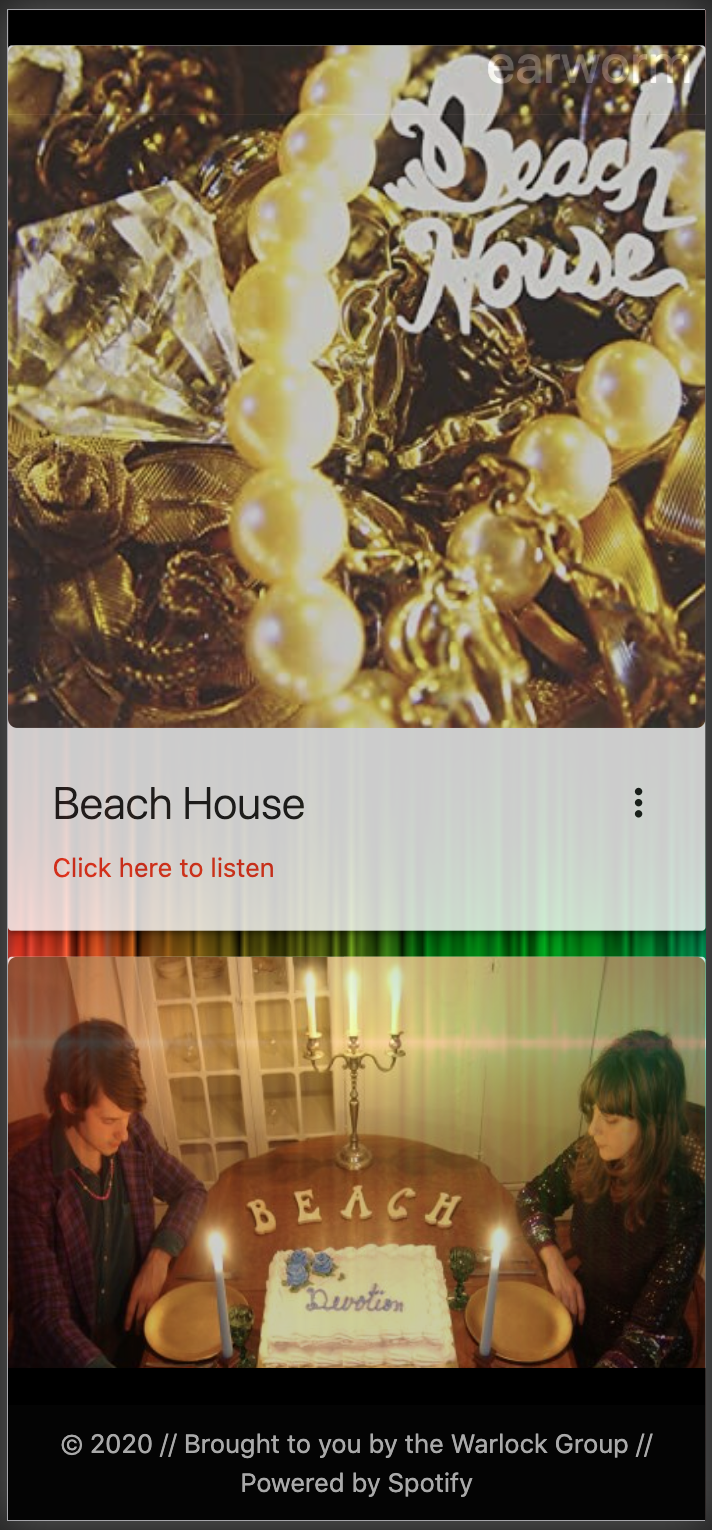 earworm
Beach
House
Beach House
Click here to listen
BEACH
Devotion
© 2020 // Brought to you by the Warlock Group //
Powered by Spotify